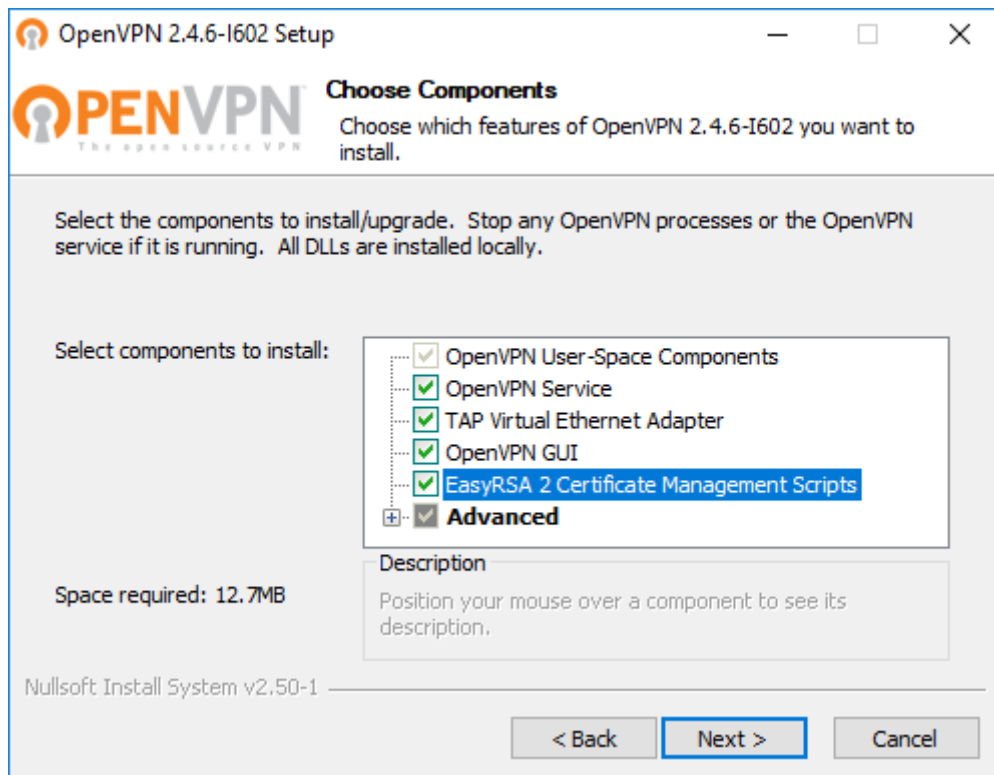 OpenVPN 2.4.6-I602 Setup
OPENVPN
The open source VPN
Choose Components
Choose which features of OpenVPN 2.4.6-I602 you want to
install.
Select the components to install/upgrade. Stop any OpenVPN processes or the OpenVPN
service if it is running. All DLLs are installed locally.
Select components to install:
OpenVPN User-Space Components
OpenVPN Service
TAP Virtual Ethernet Adapter
OpenVPN GUI
EasyRSA 2 Certificate Management Scripts
Advanced
Space required: 12.7MB
Description
Position your mouse over a component to see its
description.
Nullsoft Install System v2.50-1
< Back
Next >
Cancel